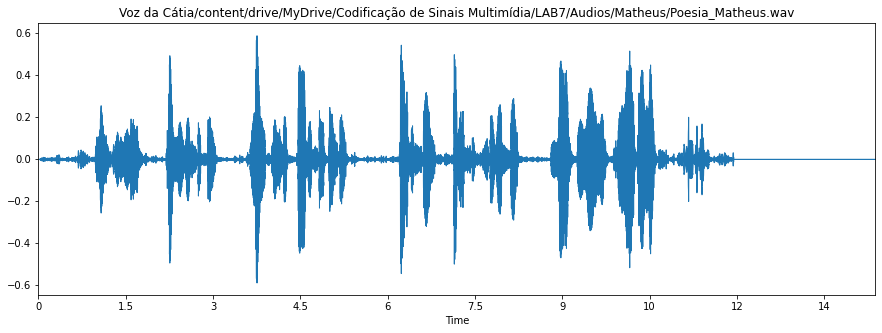 Voz da Cátia/content/drive/MyDrive/Codificação de Sinais Multimídia/LAB7/Audios/Matheus/Poesia_Matheus.wav
0.6
0.4
0.2
0.0
−0.2
−0.4
−0.6
0 1.5 3 4.5 6 7.5 9 10 12 14
Time